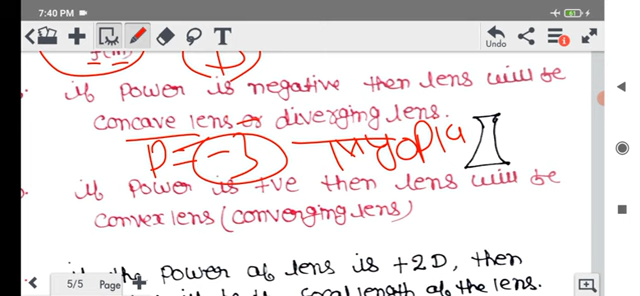 7:40 PM
61
T
Undo
f(m)
if Power is negative then lens will be
concave lens or diverging lens.
P = -3 Myopia
if Power is +ve then lens will be
convex lens (converging lens)
the Power of lens is +2D, then
length of the lens.
5/5 Page